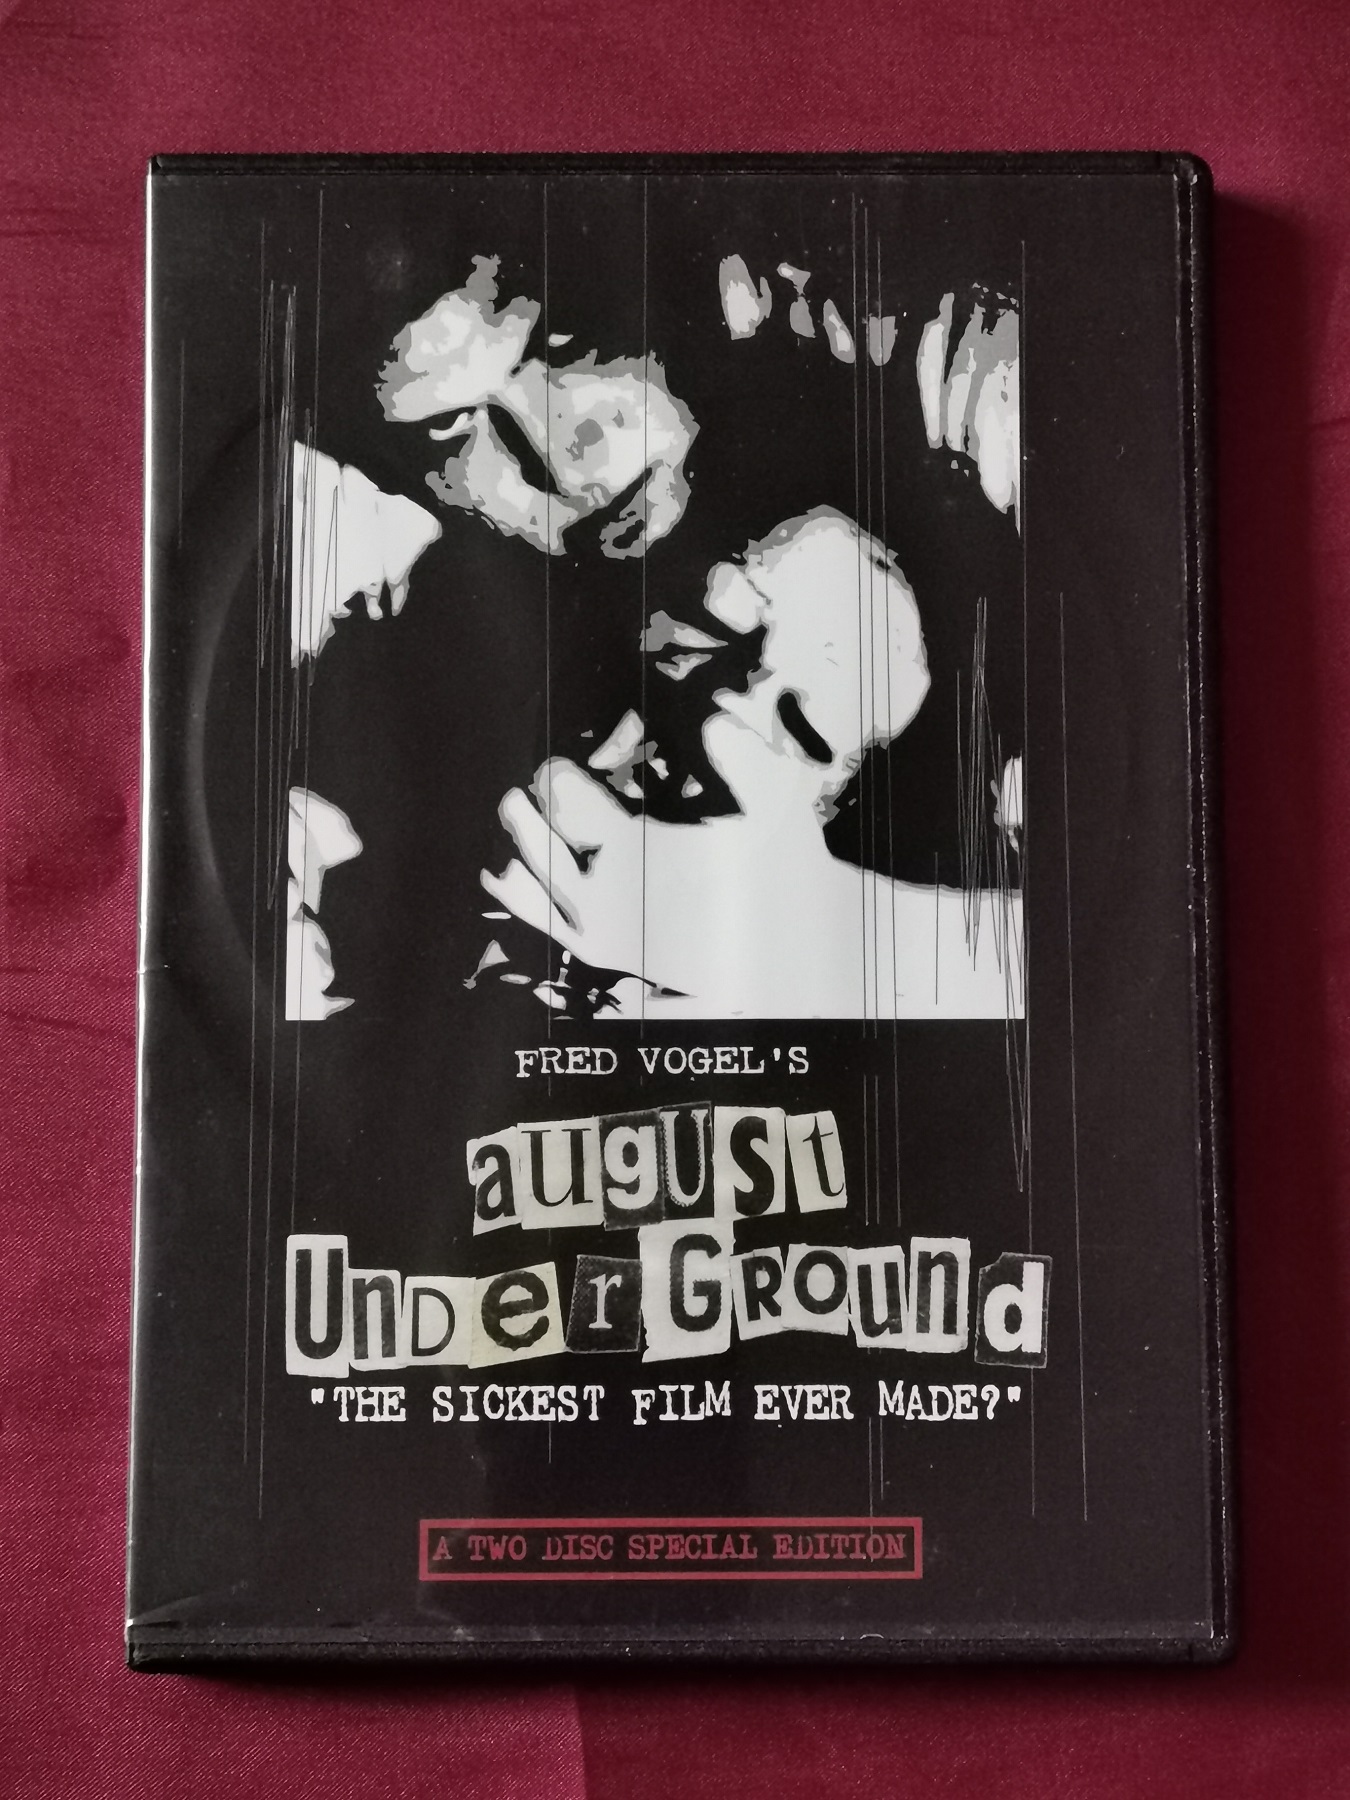 FRED VOGEL'S
august
UnDerGRound
"THE SICKEST FILM EVER MADE?"
A TWO DISC SPECIAL EDITION